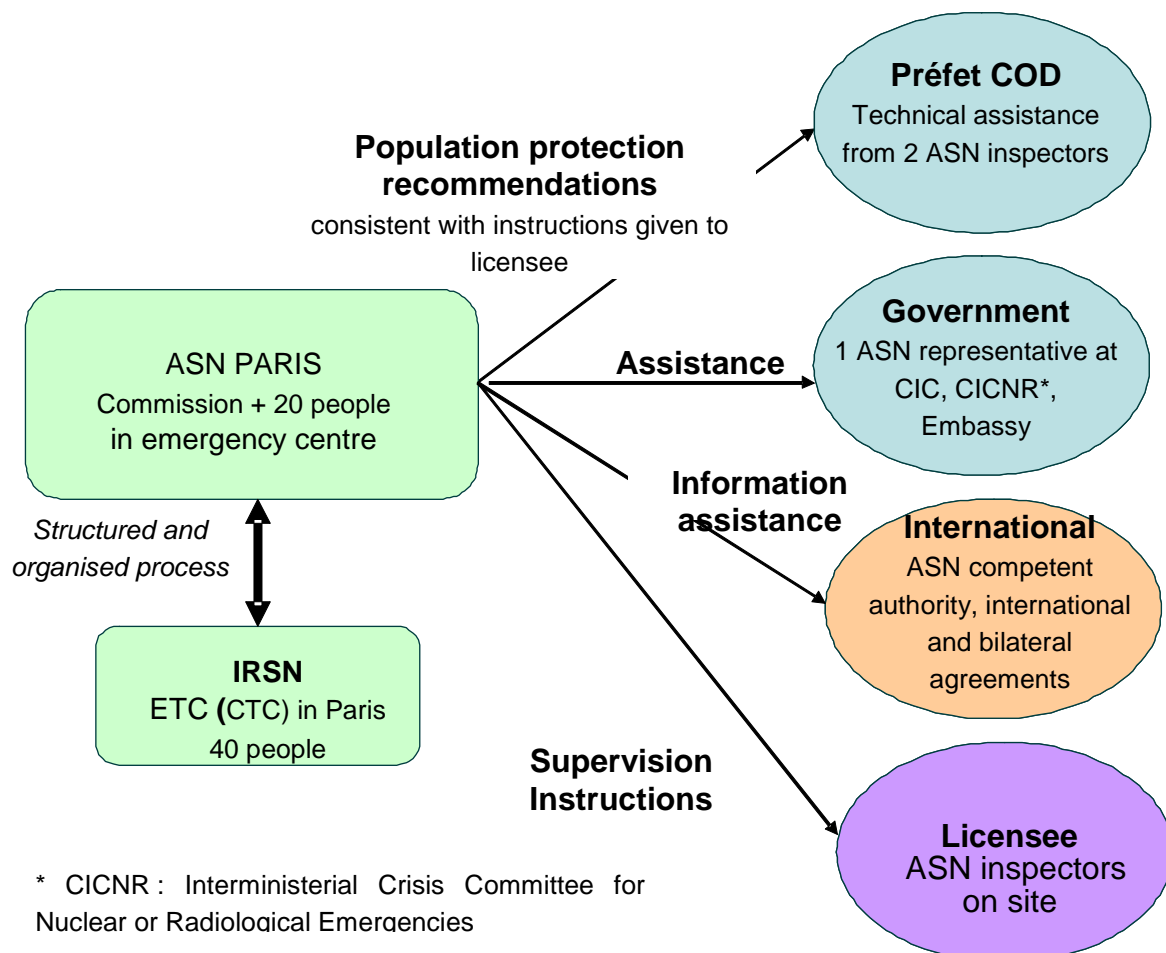 Préfet COD
Technical assistance
from 2 ASN inspectors
Population protection
recommendations
consistent with instructions given to
licensee
Government
1 ASN representative at
CIC, CICNR*,
Embassy
Assistance
ASN PARIS
Commission + 20 people
in emergency centre
Information
assistance
International
ASN competent
authority, international
and bilateral
agreements
Structured and
organised process
IRSN
ETC (CTC) in Paris
40 people
Supervision
Instructions
Licensee
ASN inspectors
on site
* CICNR : Interministerial Crisis Committee for
Nuclear or Radiological Emergencies